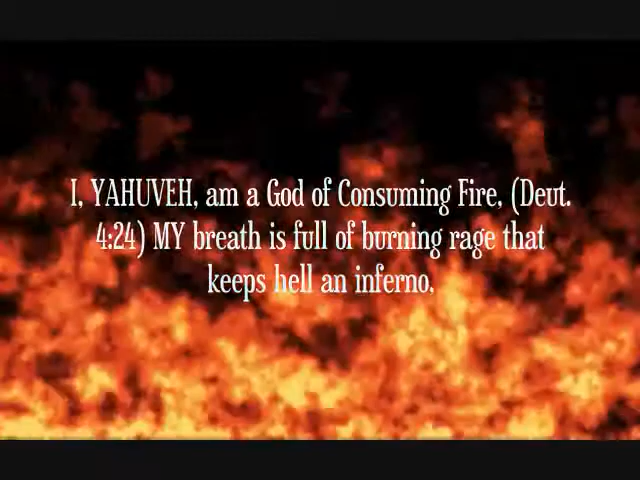 I, YAHUVEH, am a God of Consuming Fire, (Deut.
4:24) MY breath is full of burning rage that
keeps hell an inferno,